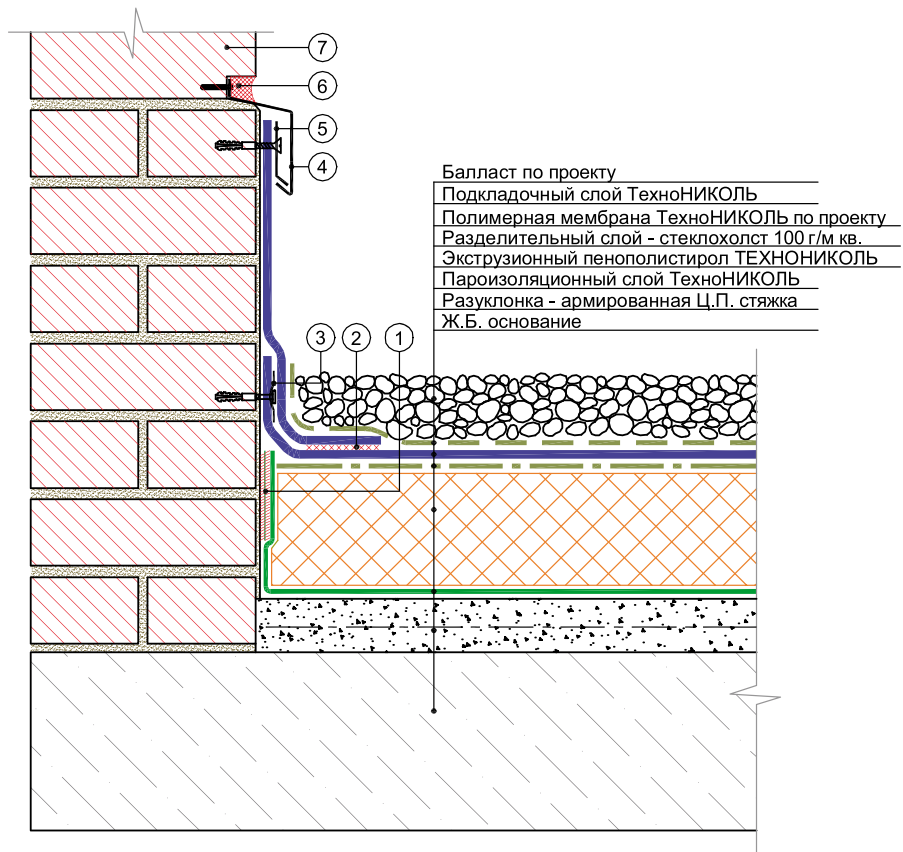 7
6
5
4
Балласт по проекту
Подкладочный слой ТехноНИКОЛЬ
Полимерная мембрана ТехноНИКОЛЬ по проекту
Разделительный слой - стеклохолст 100 г/м кв.
Экструзионный пенополистирол ТЕХНОНИКОЛЬ
Пароизоляционный слой ТехноНИКОЛЬ
Разуклонка - армированная Ц.П. стяжка
Ж.Б. основание
3 2 1